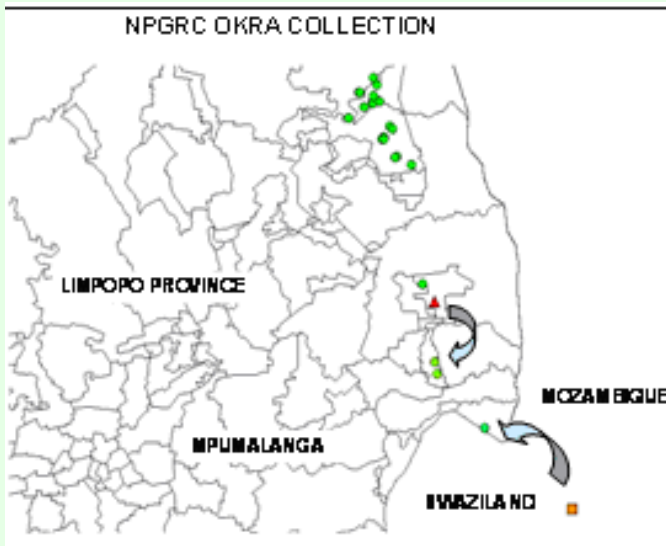 NPGRC OKRA COLLECTION
LIMPOPO PROVINCE
MOZAMBIQUE
MPUMALANGA
SWAZILAND